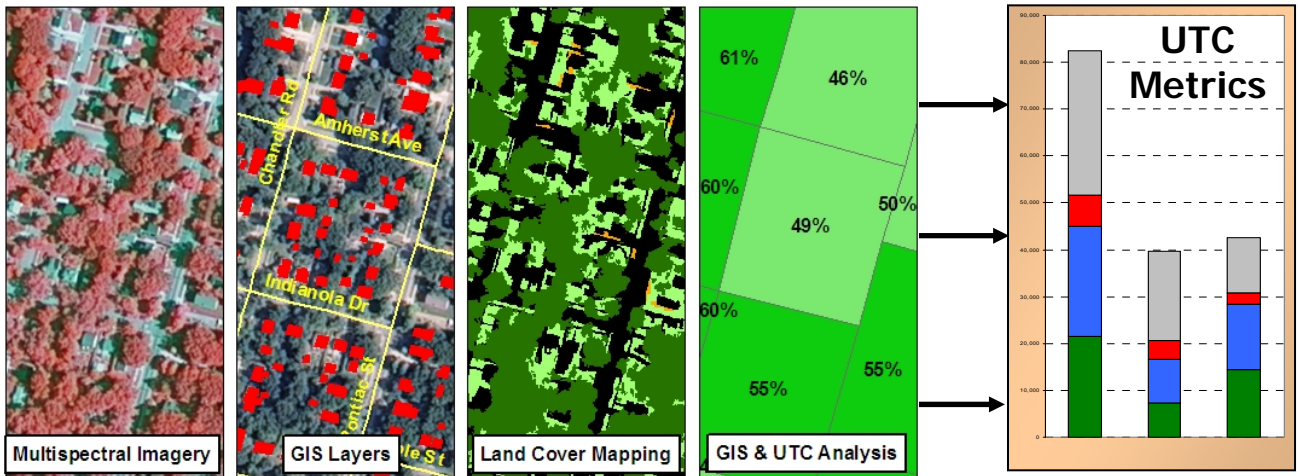 Chandler Rd
Amherst Ave
Indianola Dr
Pontiac St
ple St
61%
46%
60%
49%
50%
60%
55%
55%
UTC
Metrics
90,000
80,000
70,000
60,000
50,000
40,000
30,000
20,000
10,000
0
Multispectral Imagery
GIS Layers
Land Cover Mapping
GIS & UTC Analysis